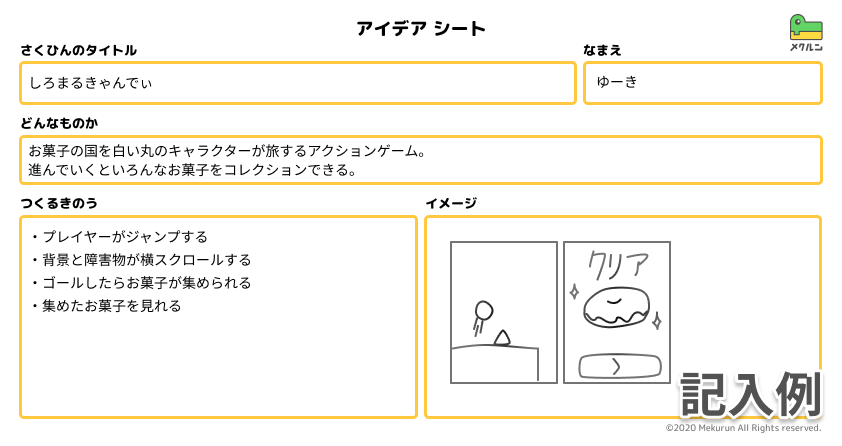 アイデア シート
メクルン
さくひんのタイトル
なまえ
しろまるきゃんでぃ
ゆーき
どんなものか
お菓子の国を白い丸のキャラクターが旅するアクションゲーム。
進んでいくといろんなお菓子をコレクションできる。
つくるきのう
・プレイヤーがジャンプする
・背景と障害物が横スクロールする
・ゴールしたらお菓子が集められる
・集めたお菓子を見れる
イメージ
クリア
記入例
©2020 Mekurun All Rights reserved.